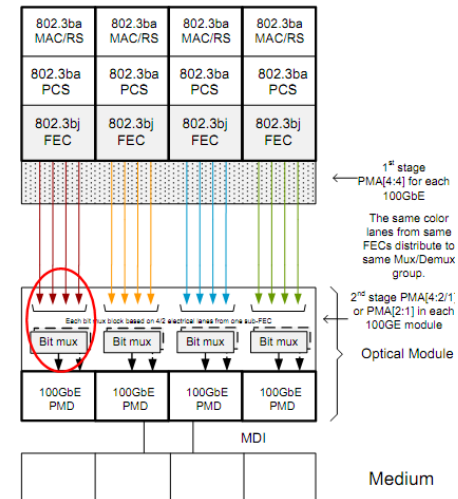 802.3ba MAC/RS
802.3ba MAC/RS
802.3ba MAC/RS
802.3ba MAC/RS
802.3ba PCS
802.3ba PCS
802.3ba PCS
802.3ba PCS
802.3bj FEC
802.3bj FEC
802.3bj FEC
802.3bj FEC
1st stage
PMA[4:4] for each
100GbE
The same color
lanes from same
FECs distribute to
same Mux/Demux
group.
2nd stage PMA[4:2/1]
or PMA[2:1] in each
100GE module
Each bit mux block based on 4/2 electrical lanes from one sub-FEC
Bit mux
Bit mux
Bit mux
Bit mux
Optical Module
100GbE PMD
100GbE PMD
100GbE PMD
100GbE PMD
MDI
Medium